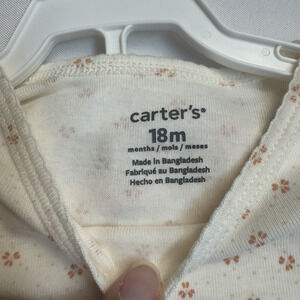 carter's®
18m
months / mois / meses
Made in Bangladesh
Fabriqué au Bangladesh
Hecho en Bangladesh